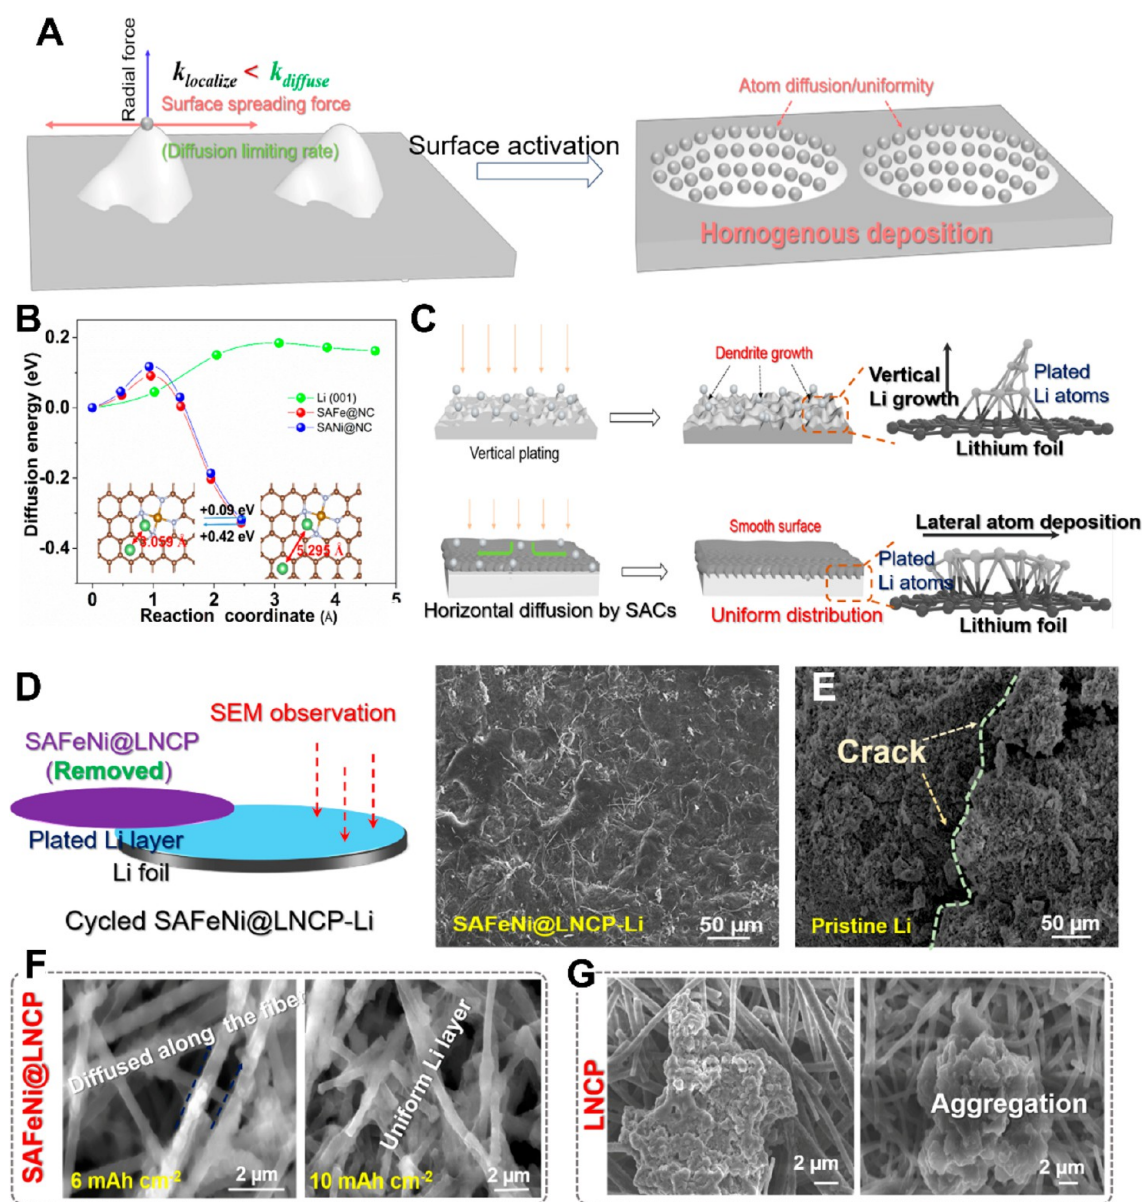 A
Radial force
k localize < k diffuse
Surface spreading force
(Diffusion limiting rate)
Surface activation
Atom diffusion/uniformity
Homogenous deposition
B
Diffusion energy (eV)
0.2
0.0
-0.2
-0.4
Li (001)
SAFe@NC
SANi@NC
+0.09 eV
+0.42 eV
3.059 Å
5.295 Å
0 1 2 3 4 5
Reaction coordinate (Å)
C
Vertical plating
Dendrite growth
Vertical
Li growth
Plated
Li atoms
Lithium foil
Horizontal diffusion by SACs
Smooth surface
Uniform distribution
Lateral atom deposition
Plated
Li atoms
Lithium foil
D
SEM observation
SAFeNi@LNCP
(Removed)
Plated Li layer
Li foil
Cycled SAFeNi@LNCP-Li
SAFeNi@LNCP-Li
50 µm
E
Crack
Pristine Li
50 µm
F
SAFeNi@LNCP
Diffused along the fiber
6 mAh cm-2
2 µm
Uniform Li layer
10 mAh cm-2
2 µm
G
LNCP
2 µm
Aggregation
2 µm